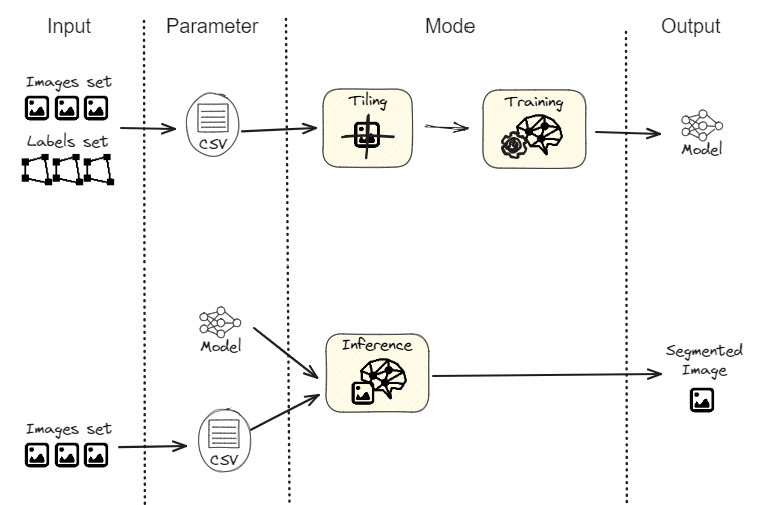 Input
Parameter
Mode
Output
Images set
Labels set
CSV
Tiling
Training
Model
Model
Inference
Segmented
Image
Images set
CSV